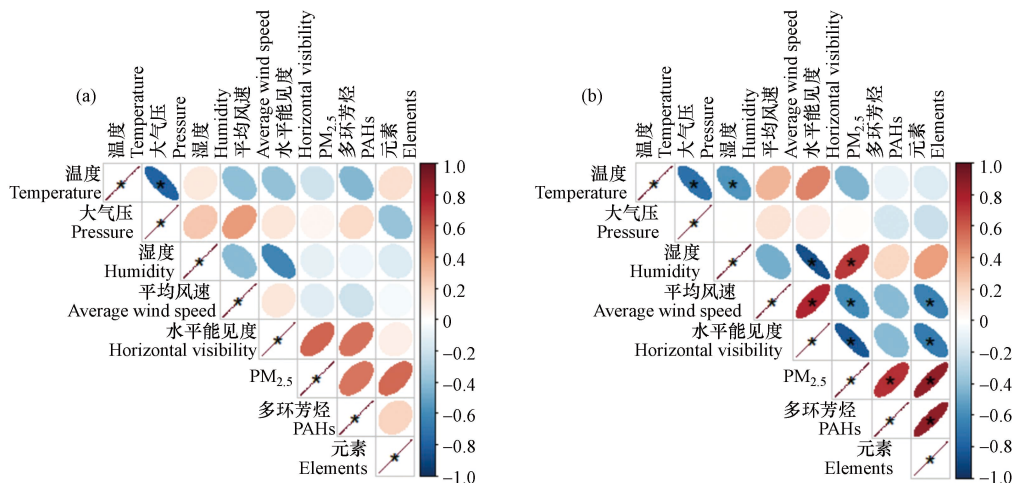 (a)
温度
Temperature
大气压
Pressure
湿度
Humidity
平均风速
Average wind speed
水平能见度
Horizontal visibility
PM2.5
多环芳烃
PAHs
元素
Elements
温度
Temperature
大气压
Pressure
湿度
Humidity
平均风速
Average wind speed
水平能见度
Horizontal visibility
PM2.5
多环芳烃
PAHs
元素
Elements
1.0
0.8
0.6
0.4
0.2
0
−0.2
−0.4
−0.6
−0.8
−1.0
(b)
温度
Temperature
大气压
Pressure
湿度
Humidity
平均风速
Average wind speed
水平能见度
Horizontal visibility
PM2.5
多环芳烃
PAHs
元素
Elements
温度
Temperature
大气压
Pressure
湿度
Humidity
平均风速
Average wind speed
水平能见度
Horizontal visibility
PM2.5
多环芳烃
PAHs
元素
Elements
1.0
0.8
0.6
0.4
0.2
0
−0.2
−0.4
−0.6
−0.8
−1.0